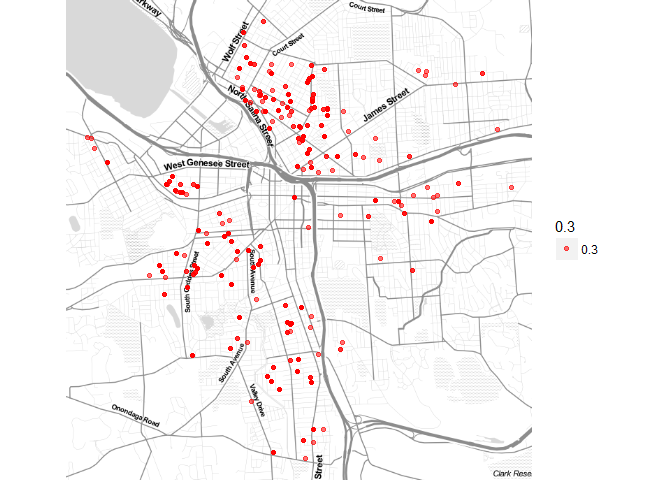 arkway
Court Street
Wolf Street
Court Street
North Salina Street
James Street
West Genesee Street
South Geddes Street
South Avenue
0.3
0.3
South Avenue
Valley Drive
Onondaga Road
Street
Clark Rese